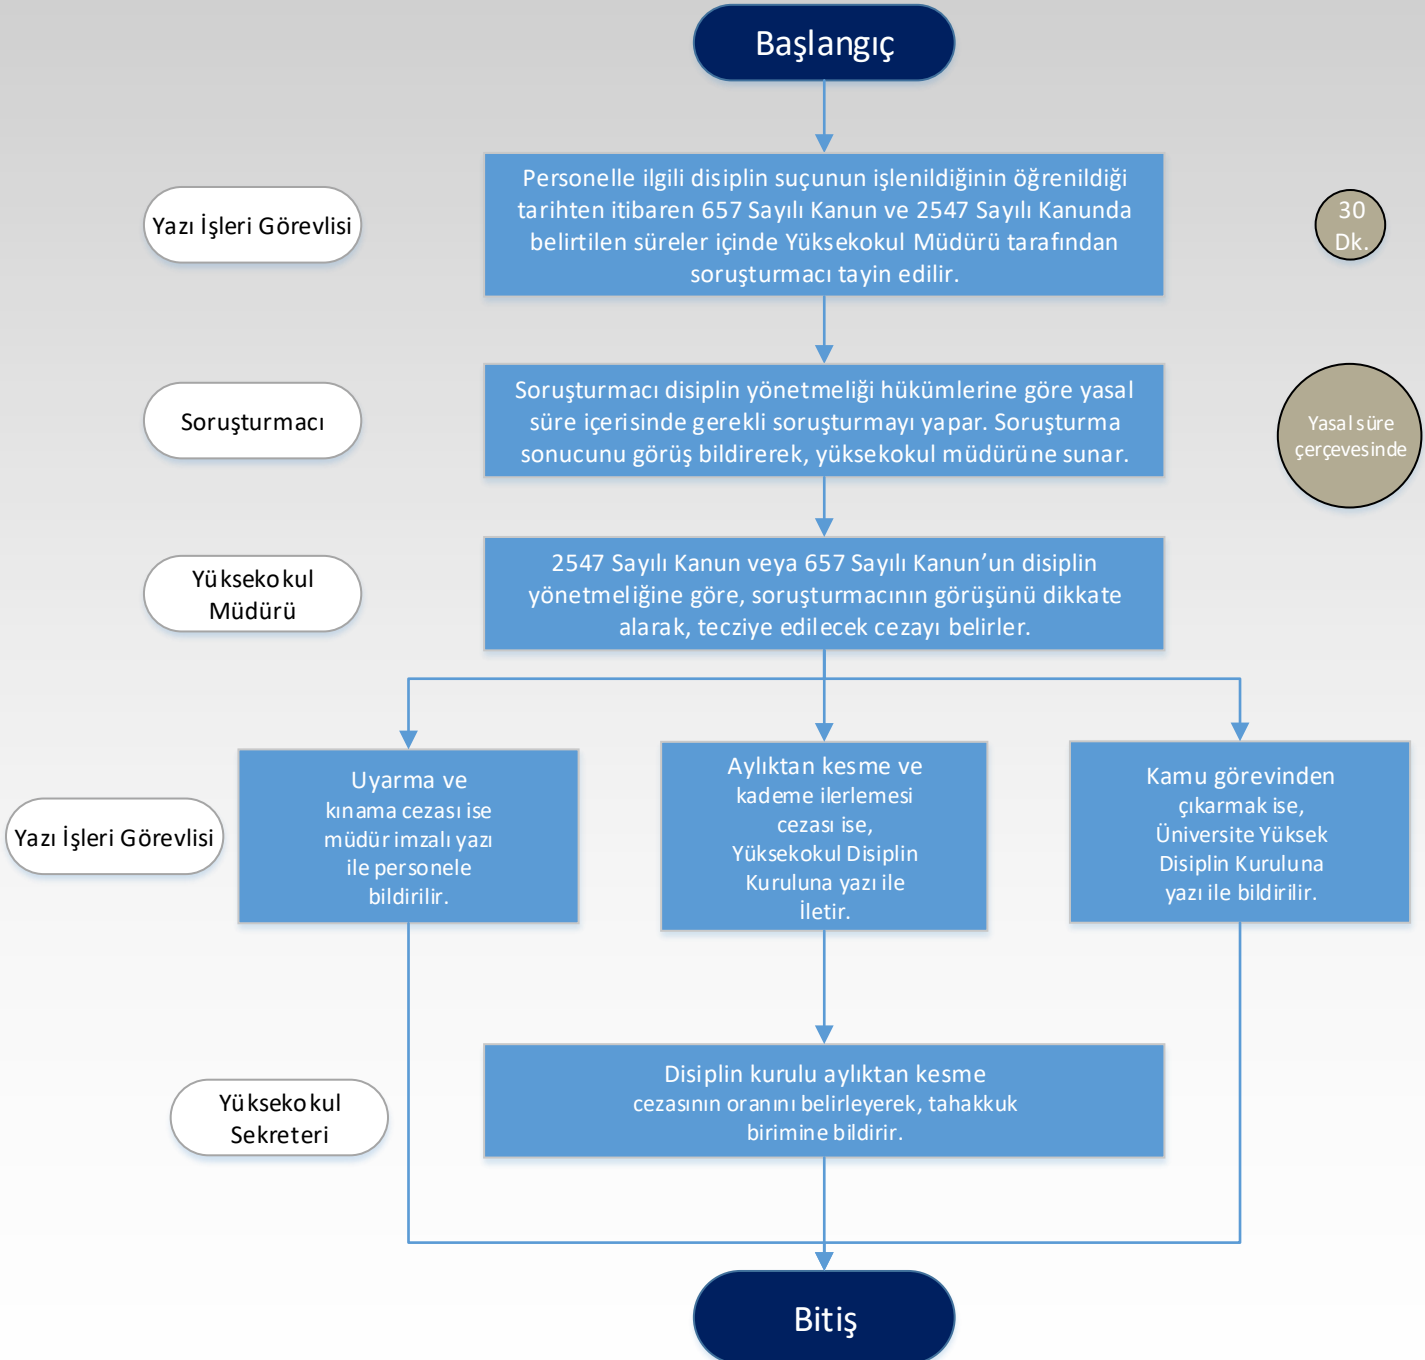 Başlangıç
Yazı İşleri Görevlisi
Personelle ilgili disiplin suçunun işlenildiğinin öğrenildiği
tarihten itibaren 657 Sayılı Kanun ve 2547 Sayılı Kanunda
belirtilen süreler içinde Yüksekokul Müdürü tarafından
soruşturmacı tayin edilir.
30
Dk.
Soruşturmacı
Soruşturmacı disiplin yönetmeliği hükümlerine göre yasal
süre içerisinde gerekli soruşturmayı yapar. Soruşturma
sonucunu görüş bildirerek, yüksekokul müdürüne sunar.
Yasal süre
çerçevesinde
Yüksekokul
Müdürü
2547 Sayılı Kanun veya 657 Sayılı Kanun’un disiplin
yönetmeliğine göre, soruşturmacının görüşünü dikkate
alarak, tecziye edilecek cezayı belirler.
Yazı İşleri Görevlisi
Uyarma ve
kınama cezası ise
müdür imzalı yazı
ile personele
bildirilir.
Aylıktan kesme ve
kademe ilerlemesi
cezası ise,
Yüksekokul Disiplin
Kuruluna yazı ile
İletir.
Kamu görevinden
çıkarmak ise,
Üniversite Yüksek
Disiplin Kuruluna
yazı ile bildirilir.
Yüksekokul
Sekreteri
Disiplin kurulu aylıktan kesme
cezasının oranını belirleyerek, tahakkuk
birimine bildirir.
Bitiş